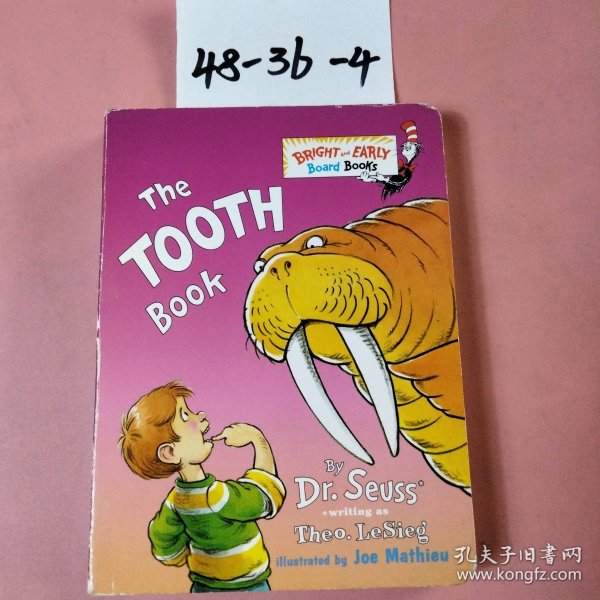 48-3b-4
BRIGHT and EARLY
Board Books
The
TOOTH
Book
By
Dr. Seuss*
*writing as
Theo. LeSieg
illustrated by Joe Mathieu
孔夫子旧书网
www.kongfz.com